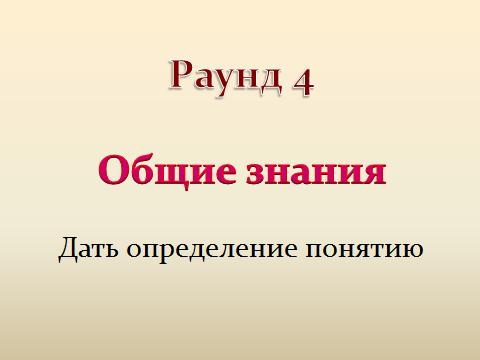 Раунд 4
Общие знания
Дать определение понятию